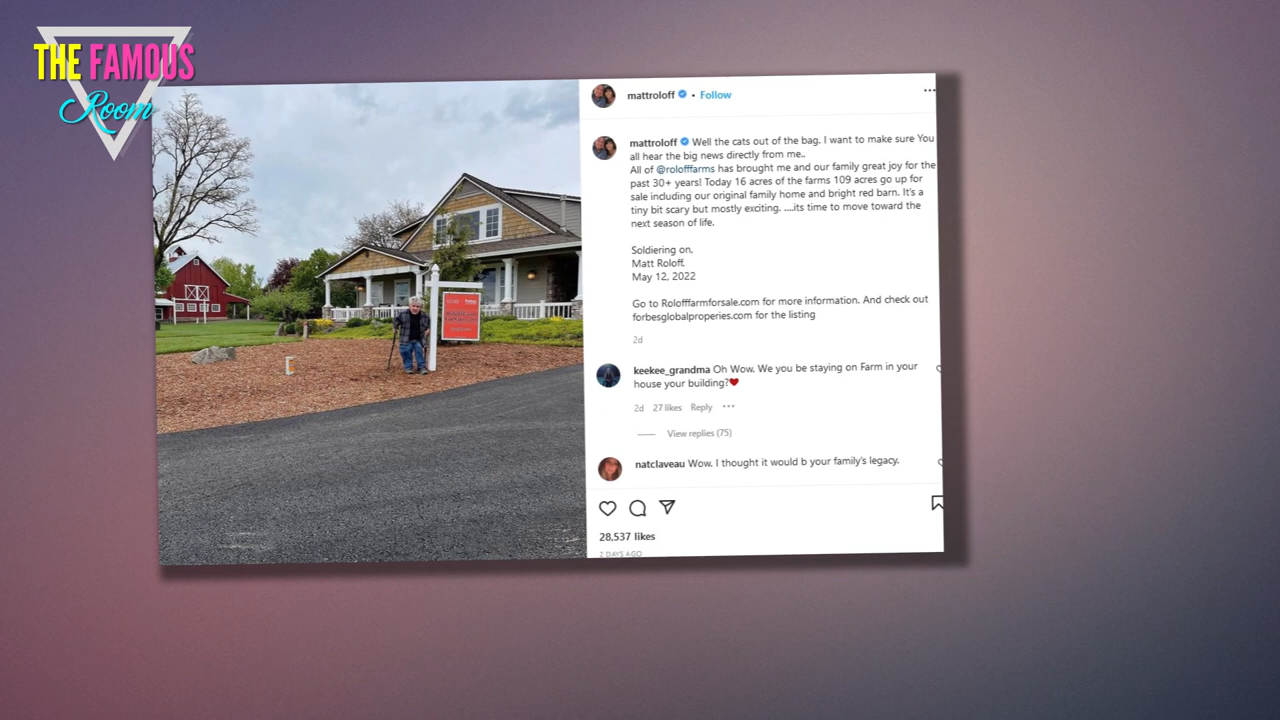 THE FAMOUS
Room
mattroloff • Follow
mattroloff Well the cats out of the bag. I want to make sure You
all hear the big news directly from me..
All of @rolofffarms has brought me and our family great joy for the
past 30+ years! Today 16 acres of the farms 109 acres go up for
sale including our original family home and bright red barn. It's a
tiny bit scary but mostly exciting. ....its time to move toward the
next season of life.
Soldiering on,
Matt Roloff.
May 12, 2022
Go to Rolofffarmforsale.com for more information. And check out
forbesglobalproperies.com for the listing
2d
keekee_grandma Oh Wow. We you be staying on Farm in your
house your building?❤
2d 27 likes Reply
View replies (75)
natclaveau Wow. I thought it would b your family's legacy.
28,537 likes
2 DAYS AGO